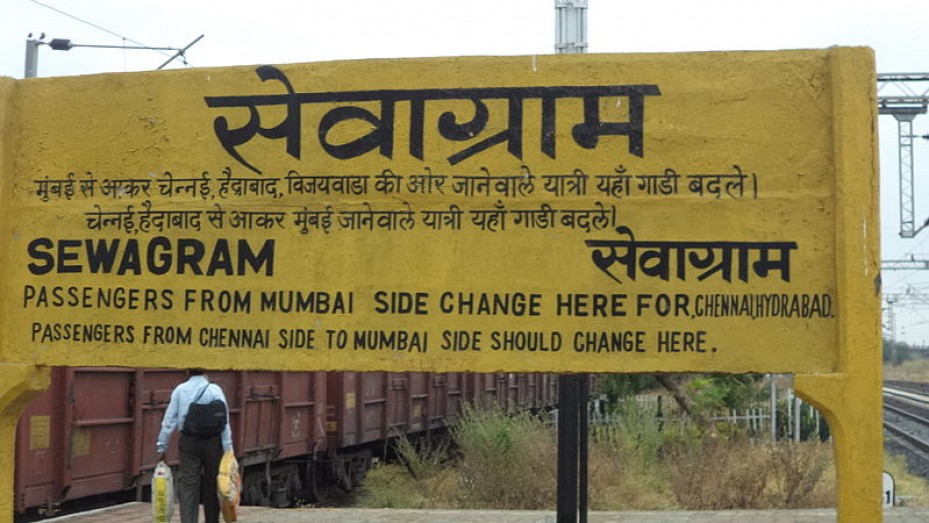 सेवाग्राम
मुंबई से आकर चेन्नई, हैद्राबाद, विजयवाडा की ओर जानेवाले यात्री यहाँ गाडी बदले।
चेन्नई,हैदाबाद से आकर मुंबई जानेवाले यात्री यहाँ गाडी बदले।
SEWAGRAM सेवाग्राम
PASSENGERS FROM MUMBAI SIDE CHANGE HERE FOR,CHENNAI,HYDRABAD.
PASSENGERS FROM CHENNAI SIDE TO MUMBAI SIDE SHOULD CHANGE HERE.